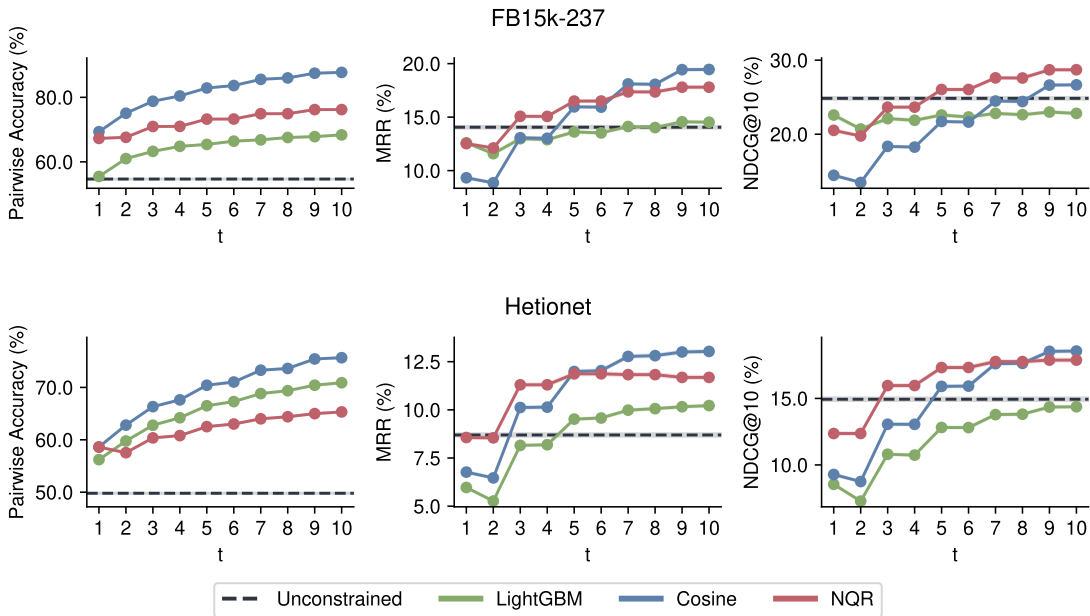 FB15k-237
Pairwise Accuracy (%)
80.0
60.0
1 2 3 4 5 6 7 8 9 10
t
MRR (%)
20.0
15.0
10.0
1 2 3 4 5 6 7 8 9 10
t
NDCG@10 (%)
30.0
20.0
1 2 3 4 5 6 7 8 9 10
t
Hetionet
Pairwise Accuracy (%)
70.0
60.0
50.0
1 2 3 4 5 6 7 8 9 10
t
MRR (%)
12.5
10.0
7.5
5.0
1 2 3 4 5 6 7 8 9 10
t
NDCG@10 (%)
15.0
10.0
1 2 3 4 5 6 7 8 9 10
t
Unconstrained LightGBM Cosine NQR